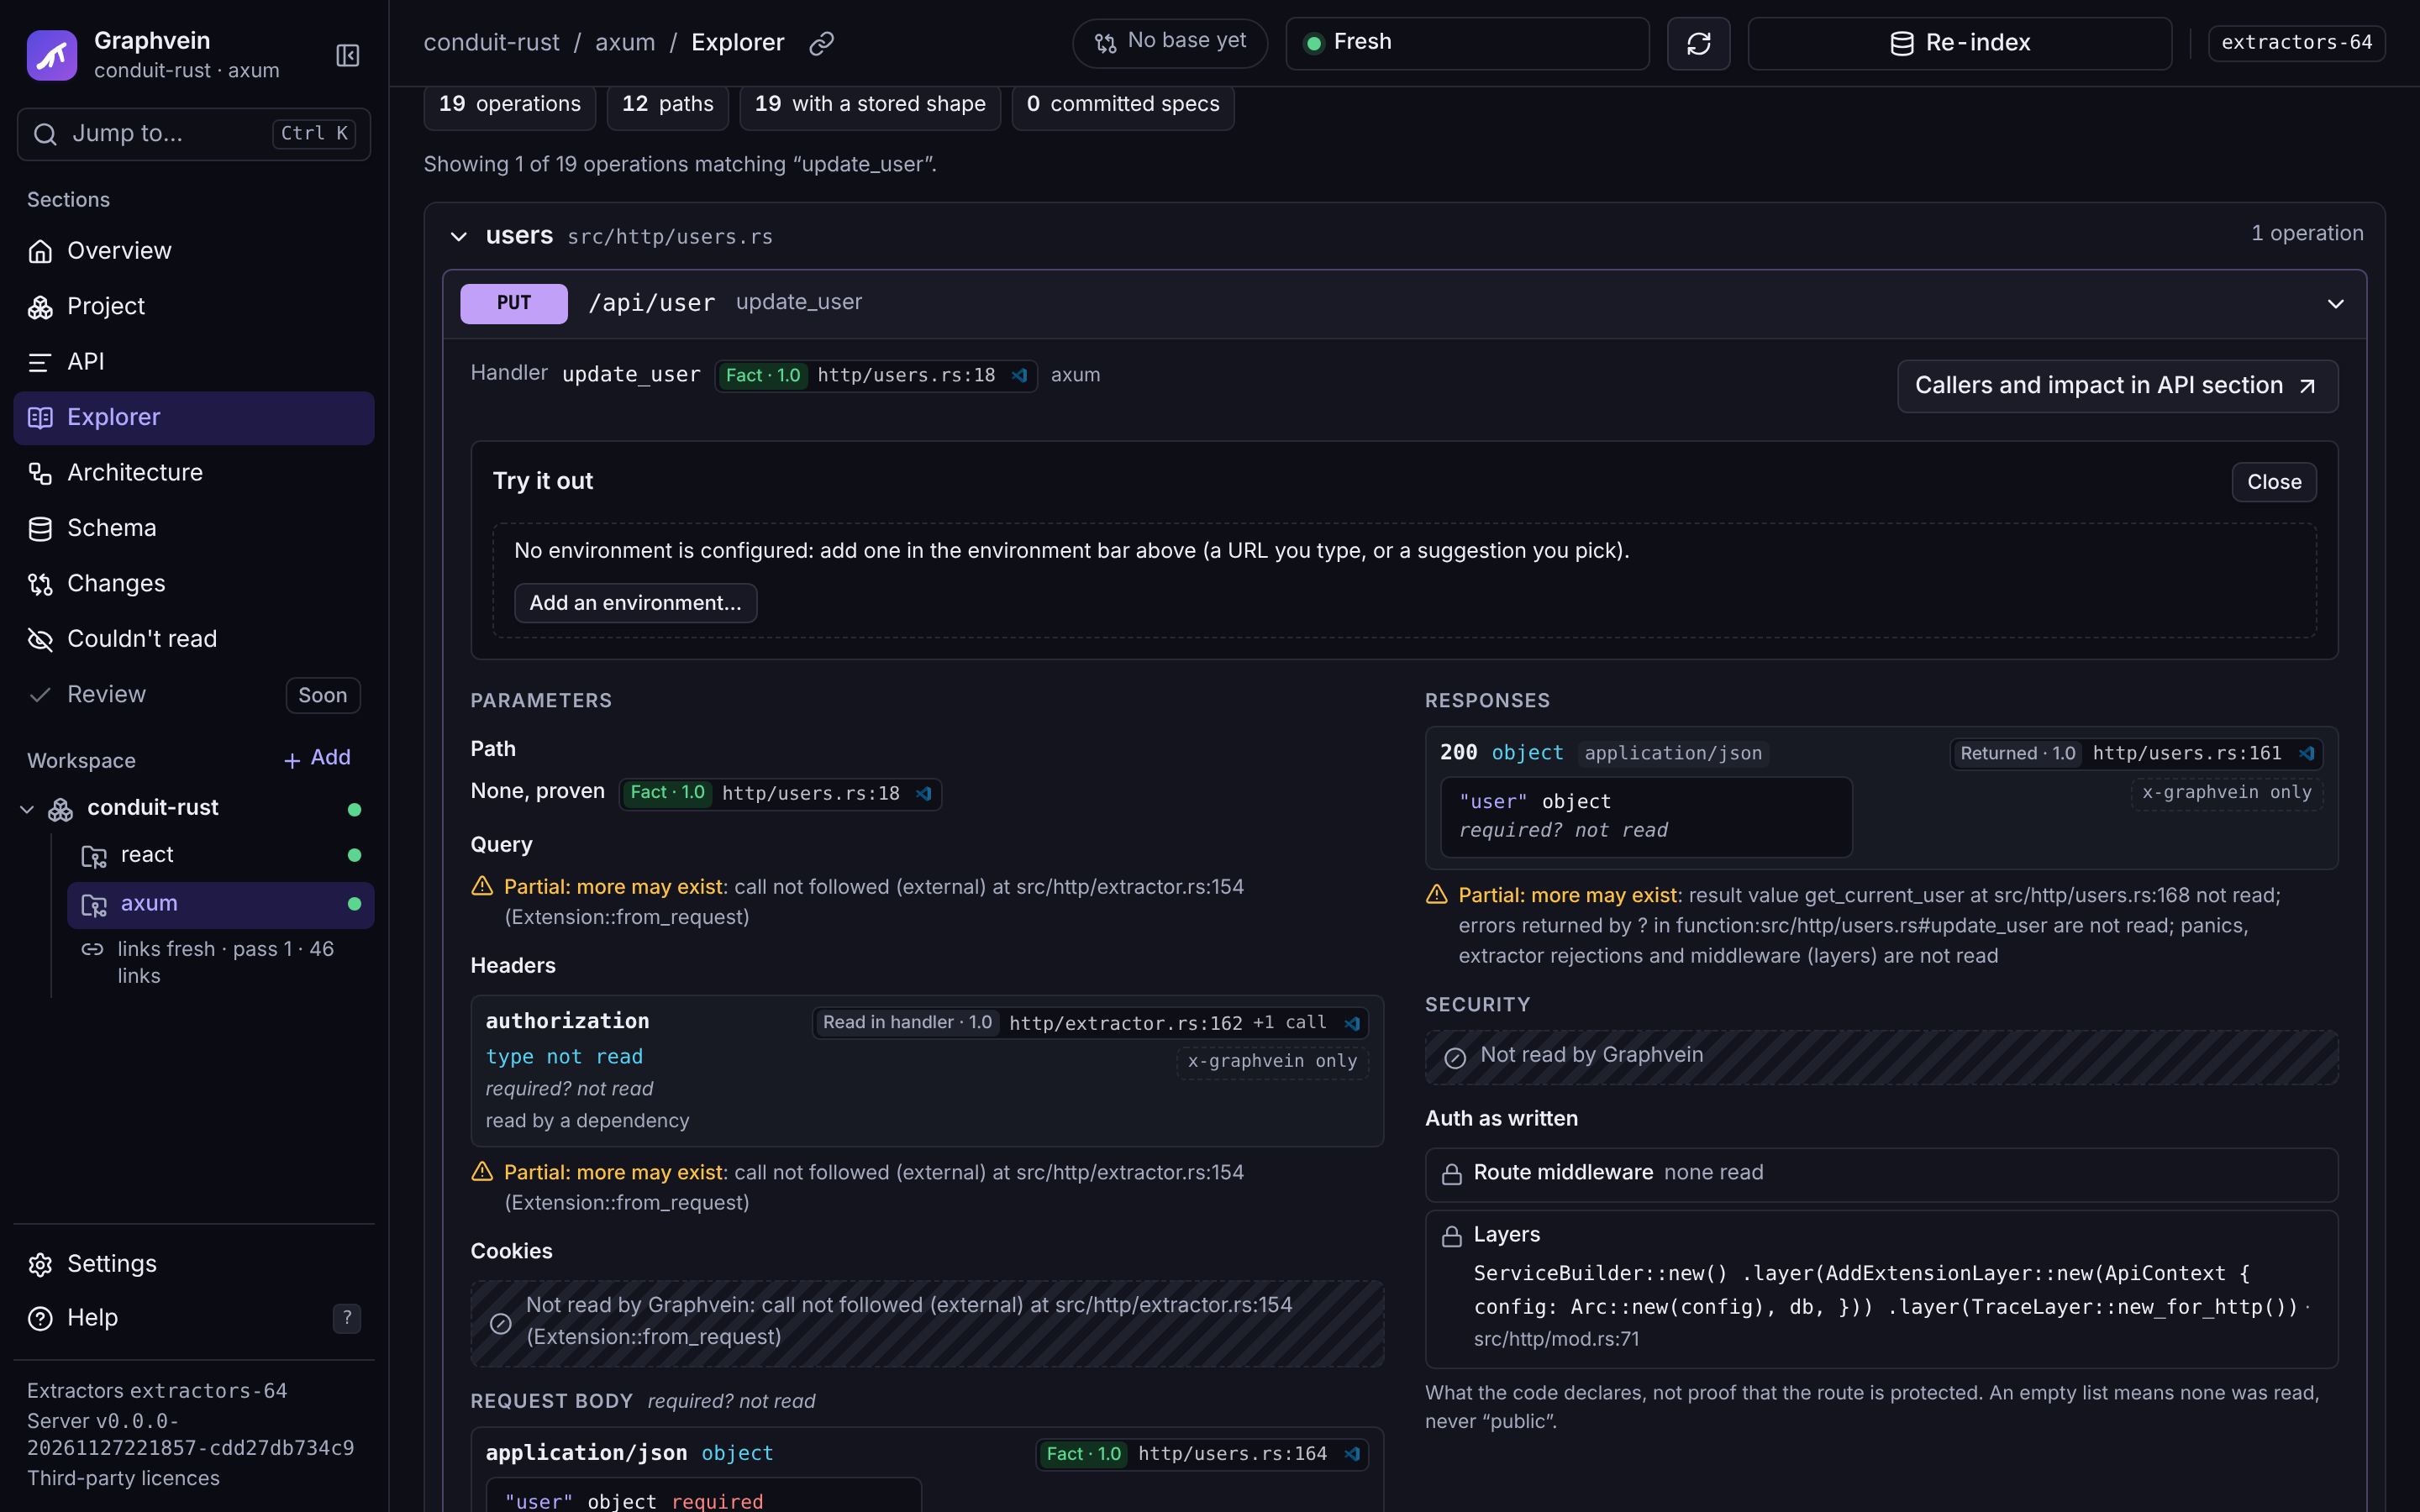 Graphvein
conduit-rust · axum
Jump to...
Ctrl K
Sections
Overview
Project
API
Explorer
Architecture
Schema
Changes
Couldn't read
Review
Soon
Workspace
+ Add
conduit-rust
react
axum
links fresh · pass 1 · 46
links
Settings
Help
?
Extractors extractors-64
Server v0.0.0-
20261127221857-cdd27db734c9
Third-party licences
conduit-rust / axum / Explorer
No base yet
Fresh
Re-index
extractors-64
19 operations
12 paths
19 with a stored shape
0 committed specs
Showing 1 of 19 operations matching “update_user”.
users src/http/users.rs
1 operation
PUT /api/user update_user
Handler update_user Fact · 1.0 http/users.rs:18 axum
Callers and impact in API section
Try it out
Close
No environment is configured: add one in the environment bar above (a URL you type, or a suggestion you pick).
Add an environment...
PARAMETERS
Path
None, proven Fact · 1.0 http/users.rs:18
Query
Partial: more may exist: call not followed (external) at src/http/extractor.rs:154
(Extension::from_request)
Headers
authorization Read in handler · 1.0 http/extractor.rs:162 +1 call
type not read x-graphvein only
required? not read
read by a dependency
Partial: more may exist: call not followed (external) at src/http/extractor.rs:154
(Extension::from_request)
Cookies
Not read by Graphvein: call not followed (external) at src/http/extractor.rs:154
(Extension::from_request)
REQUEST BODY required? not read
application/json object Fact · 1.0 http/users.rs:164
"user" object required
RESPONSES
200 object application/json Returned · 1.0 http/users.rs:161
x-graphvein only
"user" object
required? not read
Partial: more may exist: result value get_current_user at src/http/users.rs:168 not read;
errors returned by ? in function:src/http/users.rs#update_user are not read; panics,
extractor rejections and middleware (layers) are not read
SECURITY
Not read by Graphvein
Auth as written
Route middleware none read
Layers
ServiceBuilder::new() .layer(AddExtensionLayer::new(ApiContext {
config: Arc::new(config), db, })) .layer(TraceLayer::new_for_http()) ·
src/http/mod.rs:71
What the code declares, not proof that the route is protected. An empty list means none was read,
never “public”.